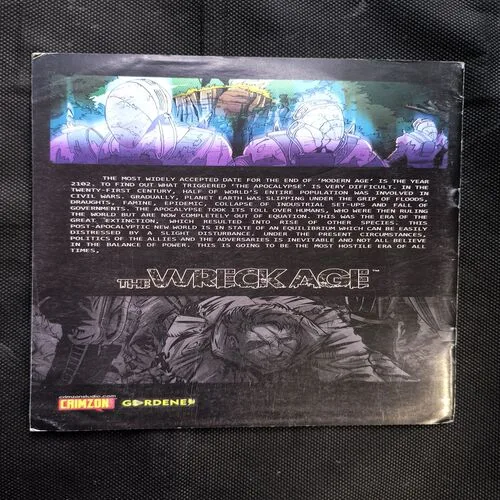 THE MOST WIDELY ACCEPTED DATE FOR THE END OF 'MODERN AGE' IS THE YEAR
2102. TO FIND OUT WHAT TRIGGERED 'THE APOCALYPSE' IS VERY DIFFICULT. IN THE
TWENTY-FIRST CENTURY, HALF OF WORLD'S ENTIRE POPULATION WAS INVOLVED IN
CIVIL WARS. GRADUALLY, PLANET EARTH WAS SLIPPING UNDER THE GRIP OF FLOODS,
DRAUGHTS, FAMINE, EPIDEMIC, COLLAPSE OF INDUSTRIAL SET-UPS AND FALL OF
GOVERNMENTS. THE APOCALYPSE TOOK ITS TOLL OVER HUMANS, WHO WERE THEN RULING
THE WORLD BUT ARE NOW COMPLETELY OUT OF EQUATION. THIS WAS THE ERA OF THE
GREAT EXTINCTION, WHICH RESULTED INTO RISE OF OTHER SPECIES. THIS
POST-APOCALYPTIC NEW WORLD IS IN STATE OF AN EQUILIBRIUM WHICH CAN BE EASILY
DISTRESSED BY A SLIGHT DISTURBANCE. UNDER THE PRESENT CIRCUMSTANCES,
POLITICS OF THE ALLIES AND THE ADVERSARIES IS INEVITABLE AND NOT ALL BELIEVE
IN THE BALANCE OF POWER. THIS IS GOING TO BE THE MOST HOSTILE ERA OF ALL
TIMES.
THE WRECK AGE ™
crimzonstudio.com
CRIMZON GARDENE